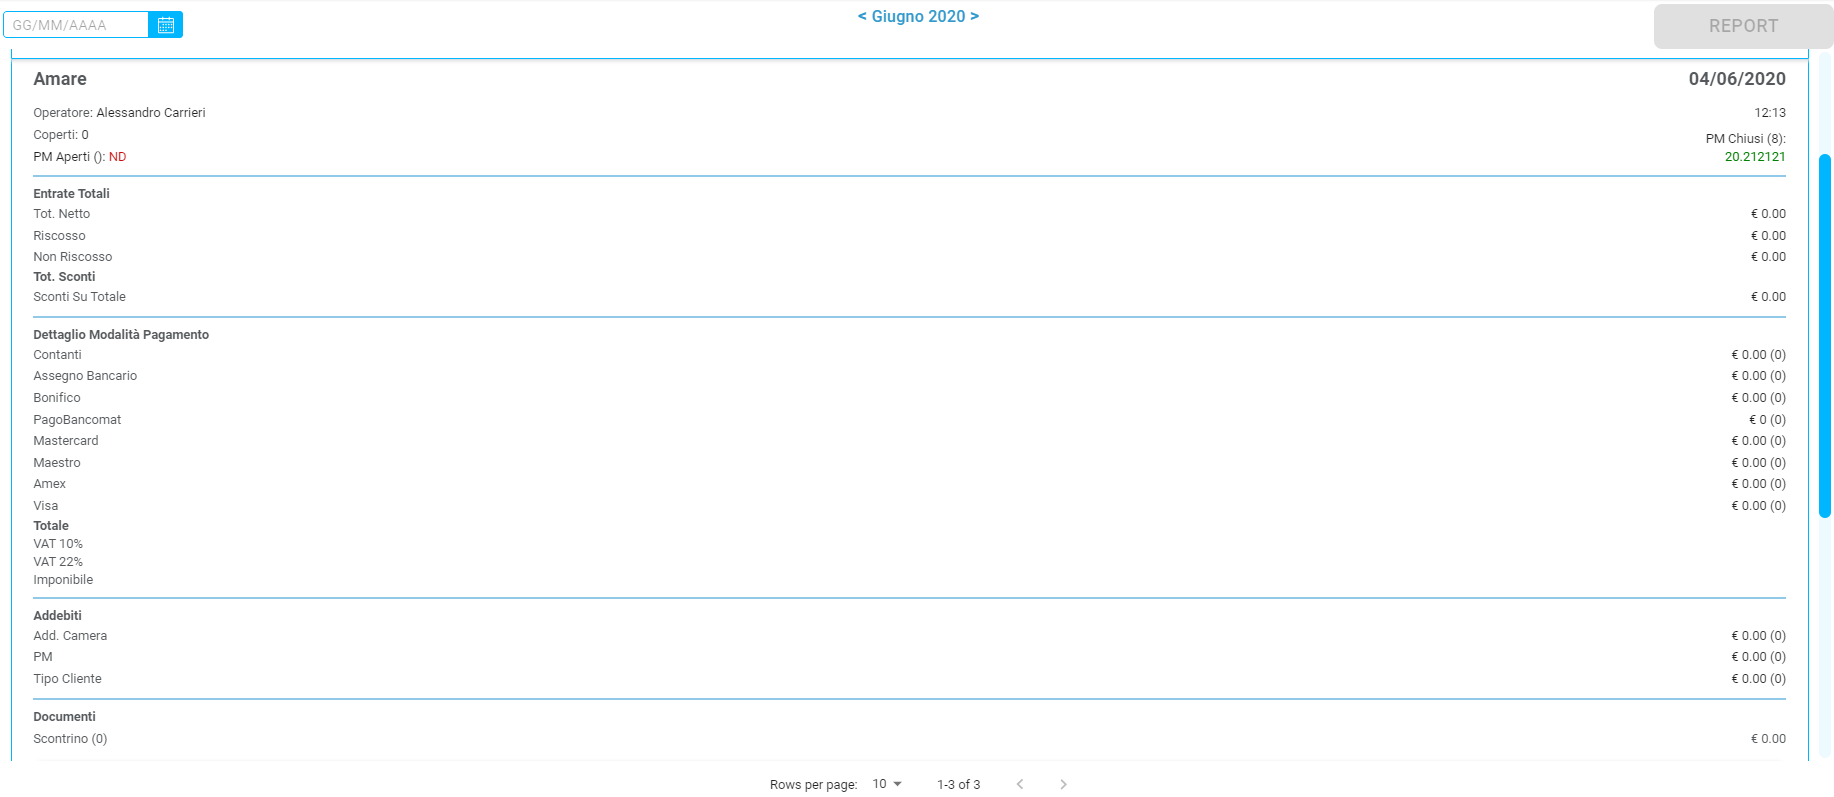 GG/MM/AAAA
< Giugno 2020 >
REPORT
Amare 04/06/2020
Operatore: Alessandro Carrieri 12:13
Coperti: 0 PM Chiusi (8):
PM Aperti (): ND 20.212121
Entrate Totali
Tot. Netto € 0.00
Riscosso € 0.00
Non Riscosso € 0.00
Tot. Sconti
Sconti Su Totale € 0.00
Dettaglio Modalità Pagamento
Contanti € 0.00 (0)
Assegno Bancario € 0.00 (0)
Bonifico € 0.00 (0)
PagoBancomat € 0 (0)
Mastercard € 0.00 (0)
Maestro € 0.00 (0)
Amex € 0.00 (0)
Visa € 0.00 (0)
Totale
VAT 10%
VAT 22%
Imponibile
Addebiti
Add. Camera € 0.00 (0)
PM € 0.00 (0)
Tipo Cliente € 0.00 (0)
Documenti
Scontrino (0) € 0.00
Rows per page: 10 1-3 of 3